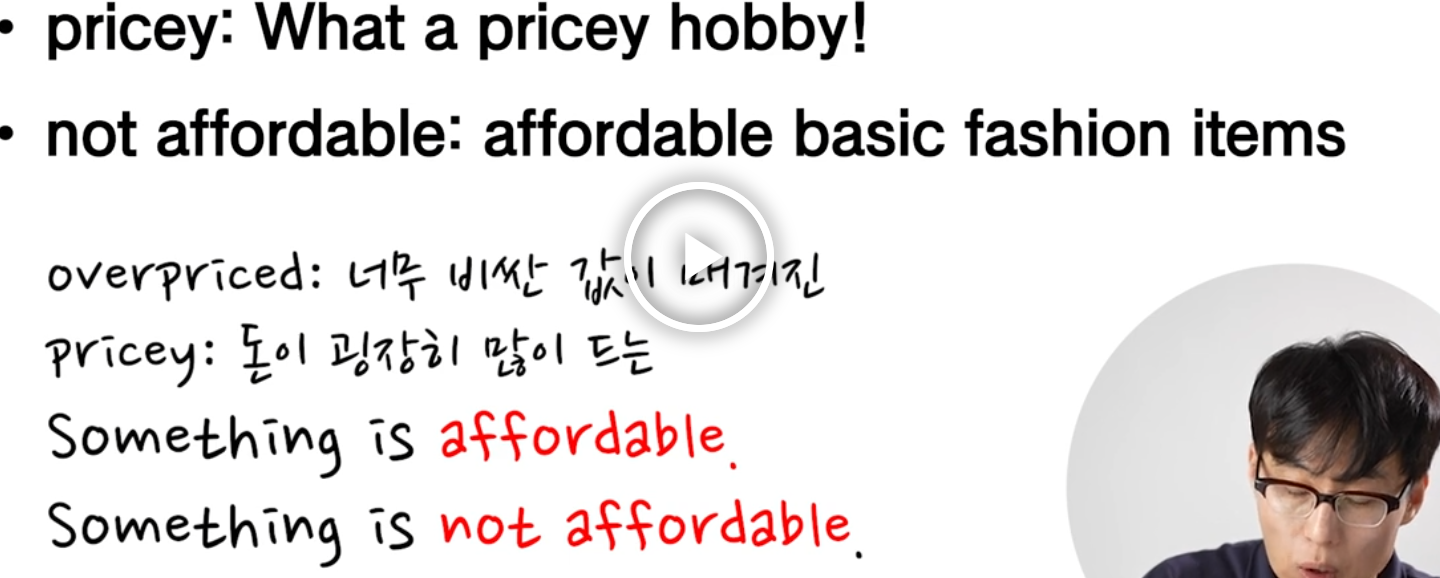 • pricey: What a pricey hobby!
• not affordable: affordable basic fashion items
overpriced: 너무 비싼 값이 매겨진
pricey: 돈이 굉장히 많이 드는
Something is affordable.
Something is not affordable.